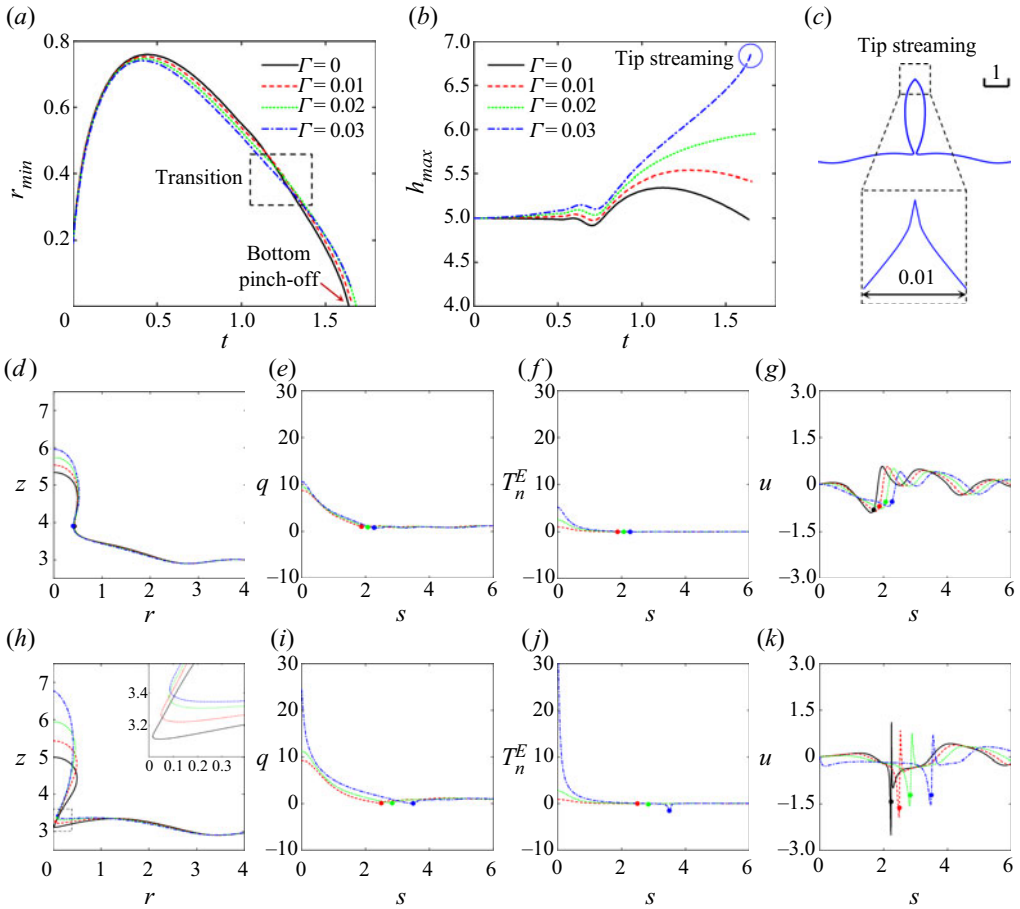 (a)
0.8
0.6
0.4
0.2
r_min
0
0.5
1.0
1.5
t
Γ = 0
Γ = 0.01
Γ = 0.02
Γ = 0.03
Transition
Bottom
pinch-off
(b)
7.0
6.5
6.0
5.5
5.0
4.5
4.0
h_max
0
0.5
1.0
1.5
t
Γ = 0
Γ = 0.01
Γ = 0.02
Γ = 0.03
Tip streaming
(c)
Tip streaming
1
0.01
(d)
7
6
5
4
3
z
0 1 2 3 4
r
(e)
30
20
10
0
−10
q
0 2 4 6
s
(f)
30
20
10
0
−10
T_n^E
0 2 4 6
s
(g)
3.0
1.5
0
−1.5
−3.0
u
0 2 4 6
s
(h)
7
6
5
4
3
z
3.4
3.2
0 0.1 0.2 0.3
0 1 2 3 4
r
(i)
30
20
10
0
−10
q
0 2 4 6
s
(j)
30
20
10
0
−10
T_n^E
0 2 4 6
s
(k)
3.0
1.5
0
−1.5
−3.0
u
0 2 4 6
s